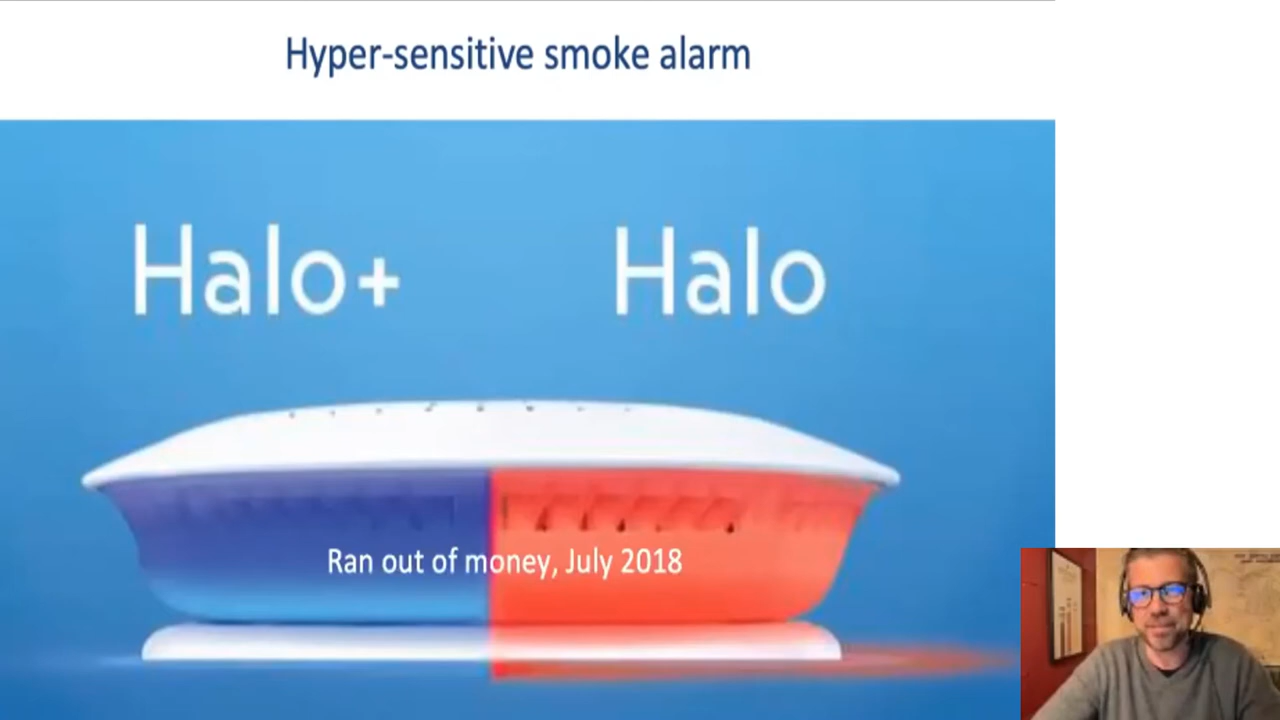 Hyper-sensitive smoke alarm
Halo+ Halo
Ran out of money, July 2018